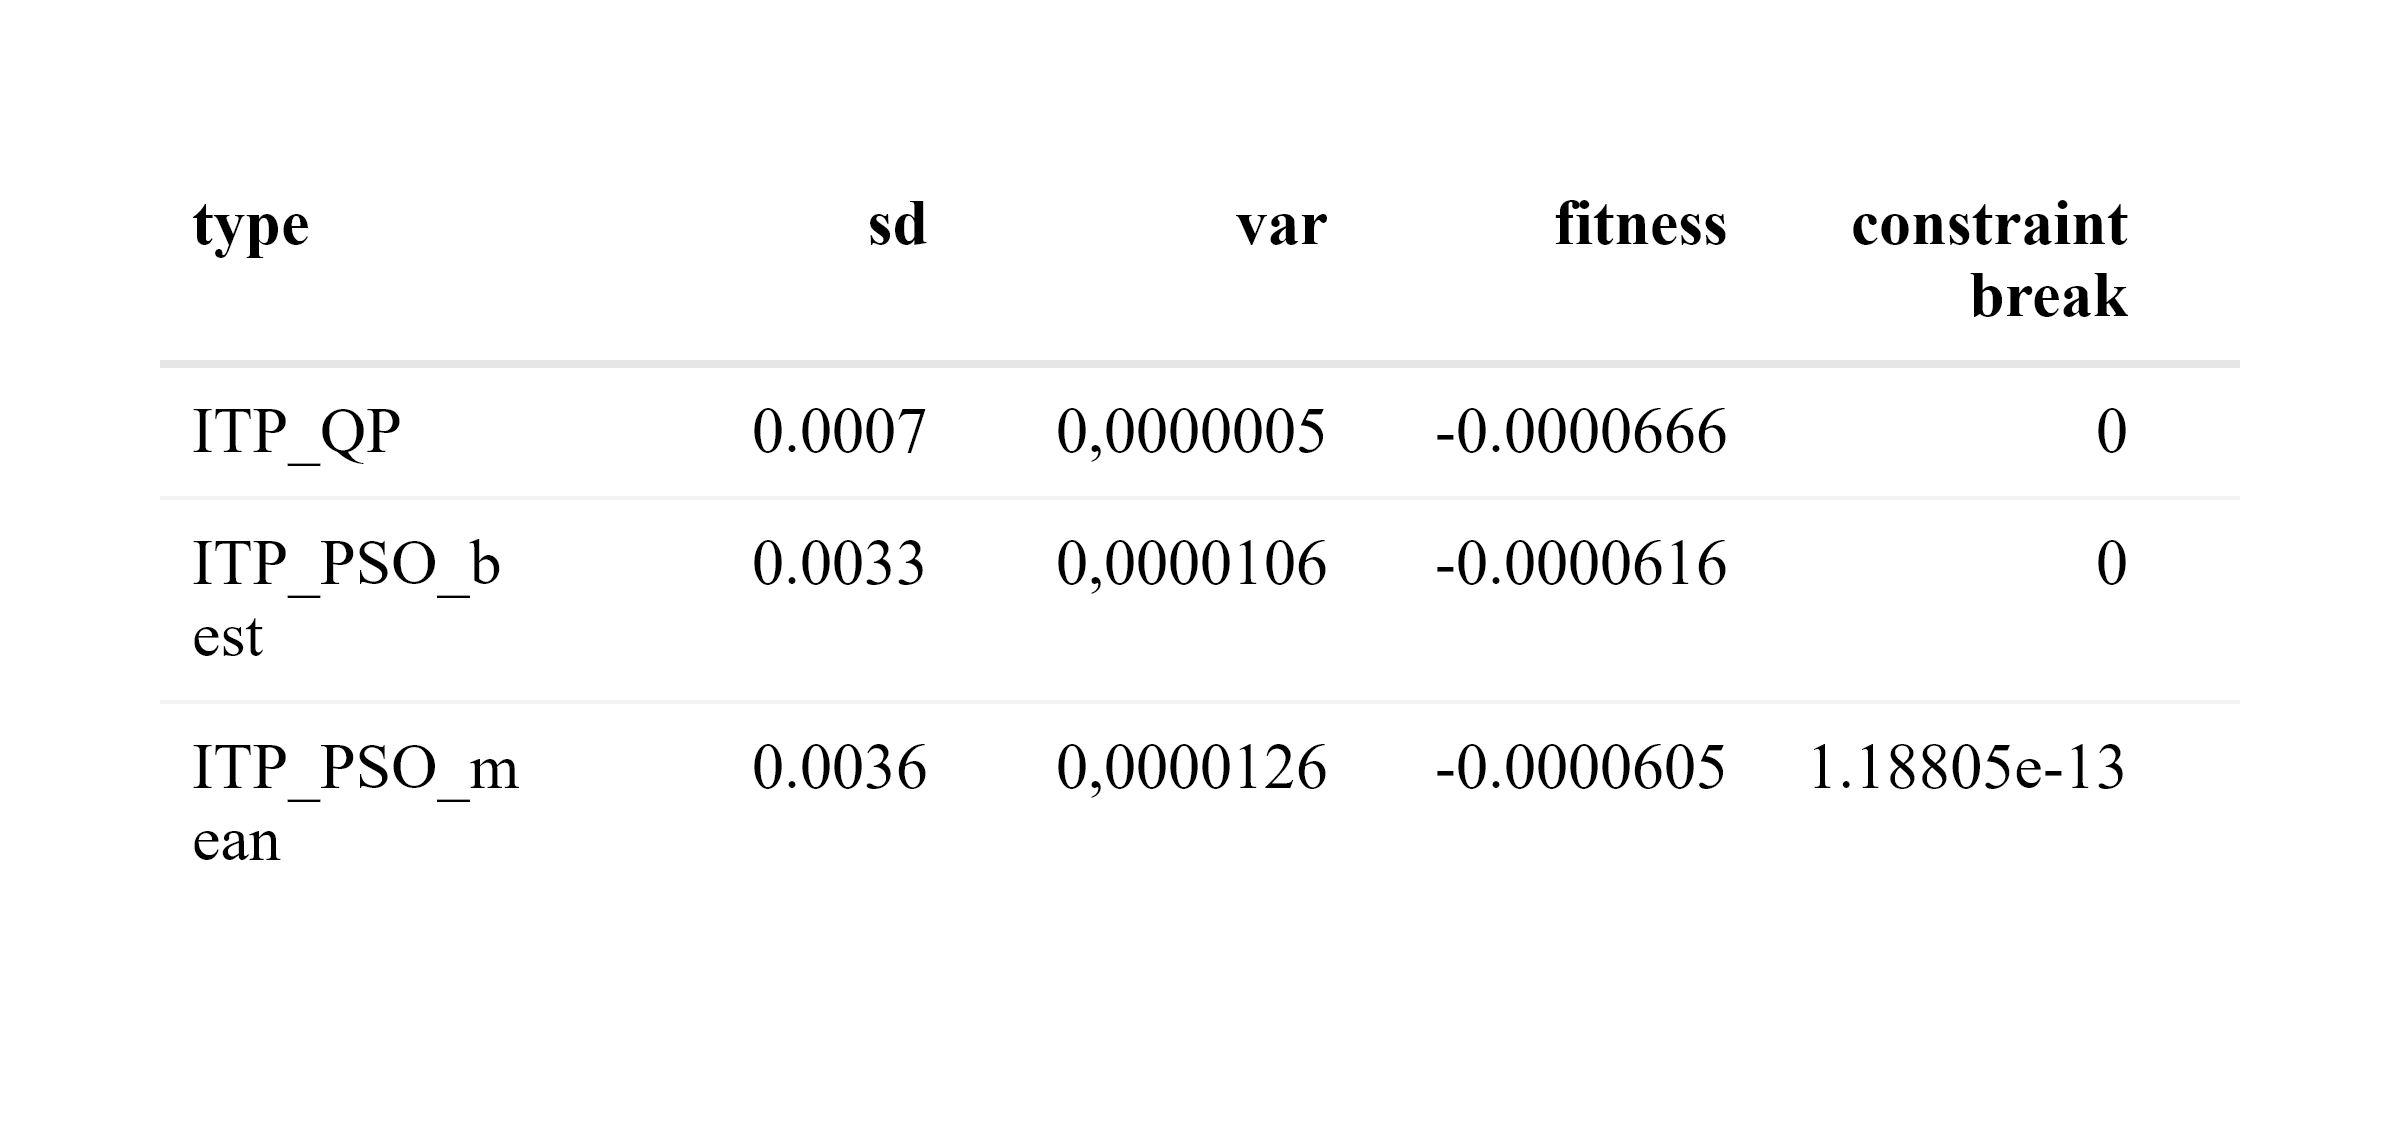 type sd var fitness constraint
break
ITP_QP 0.0007 0,0000005 -0.0000666 0
ITP_PSO_b 0.0033 0,0000106 -0.0000616 0
est
ITP_PSO_m 0.0036 0,0000126 -0.0000605 1.18805e-13
ean